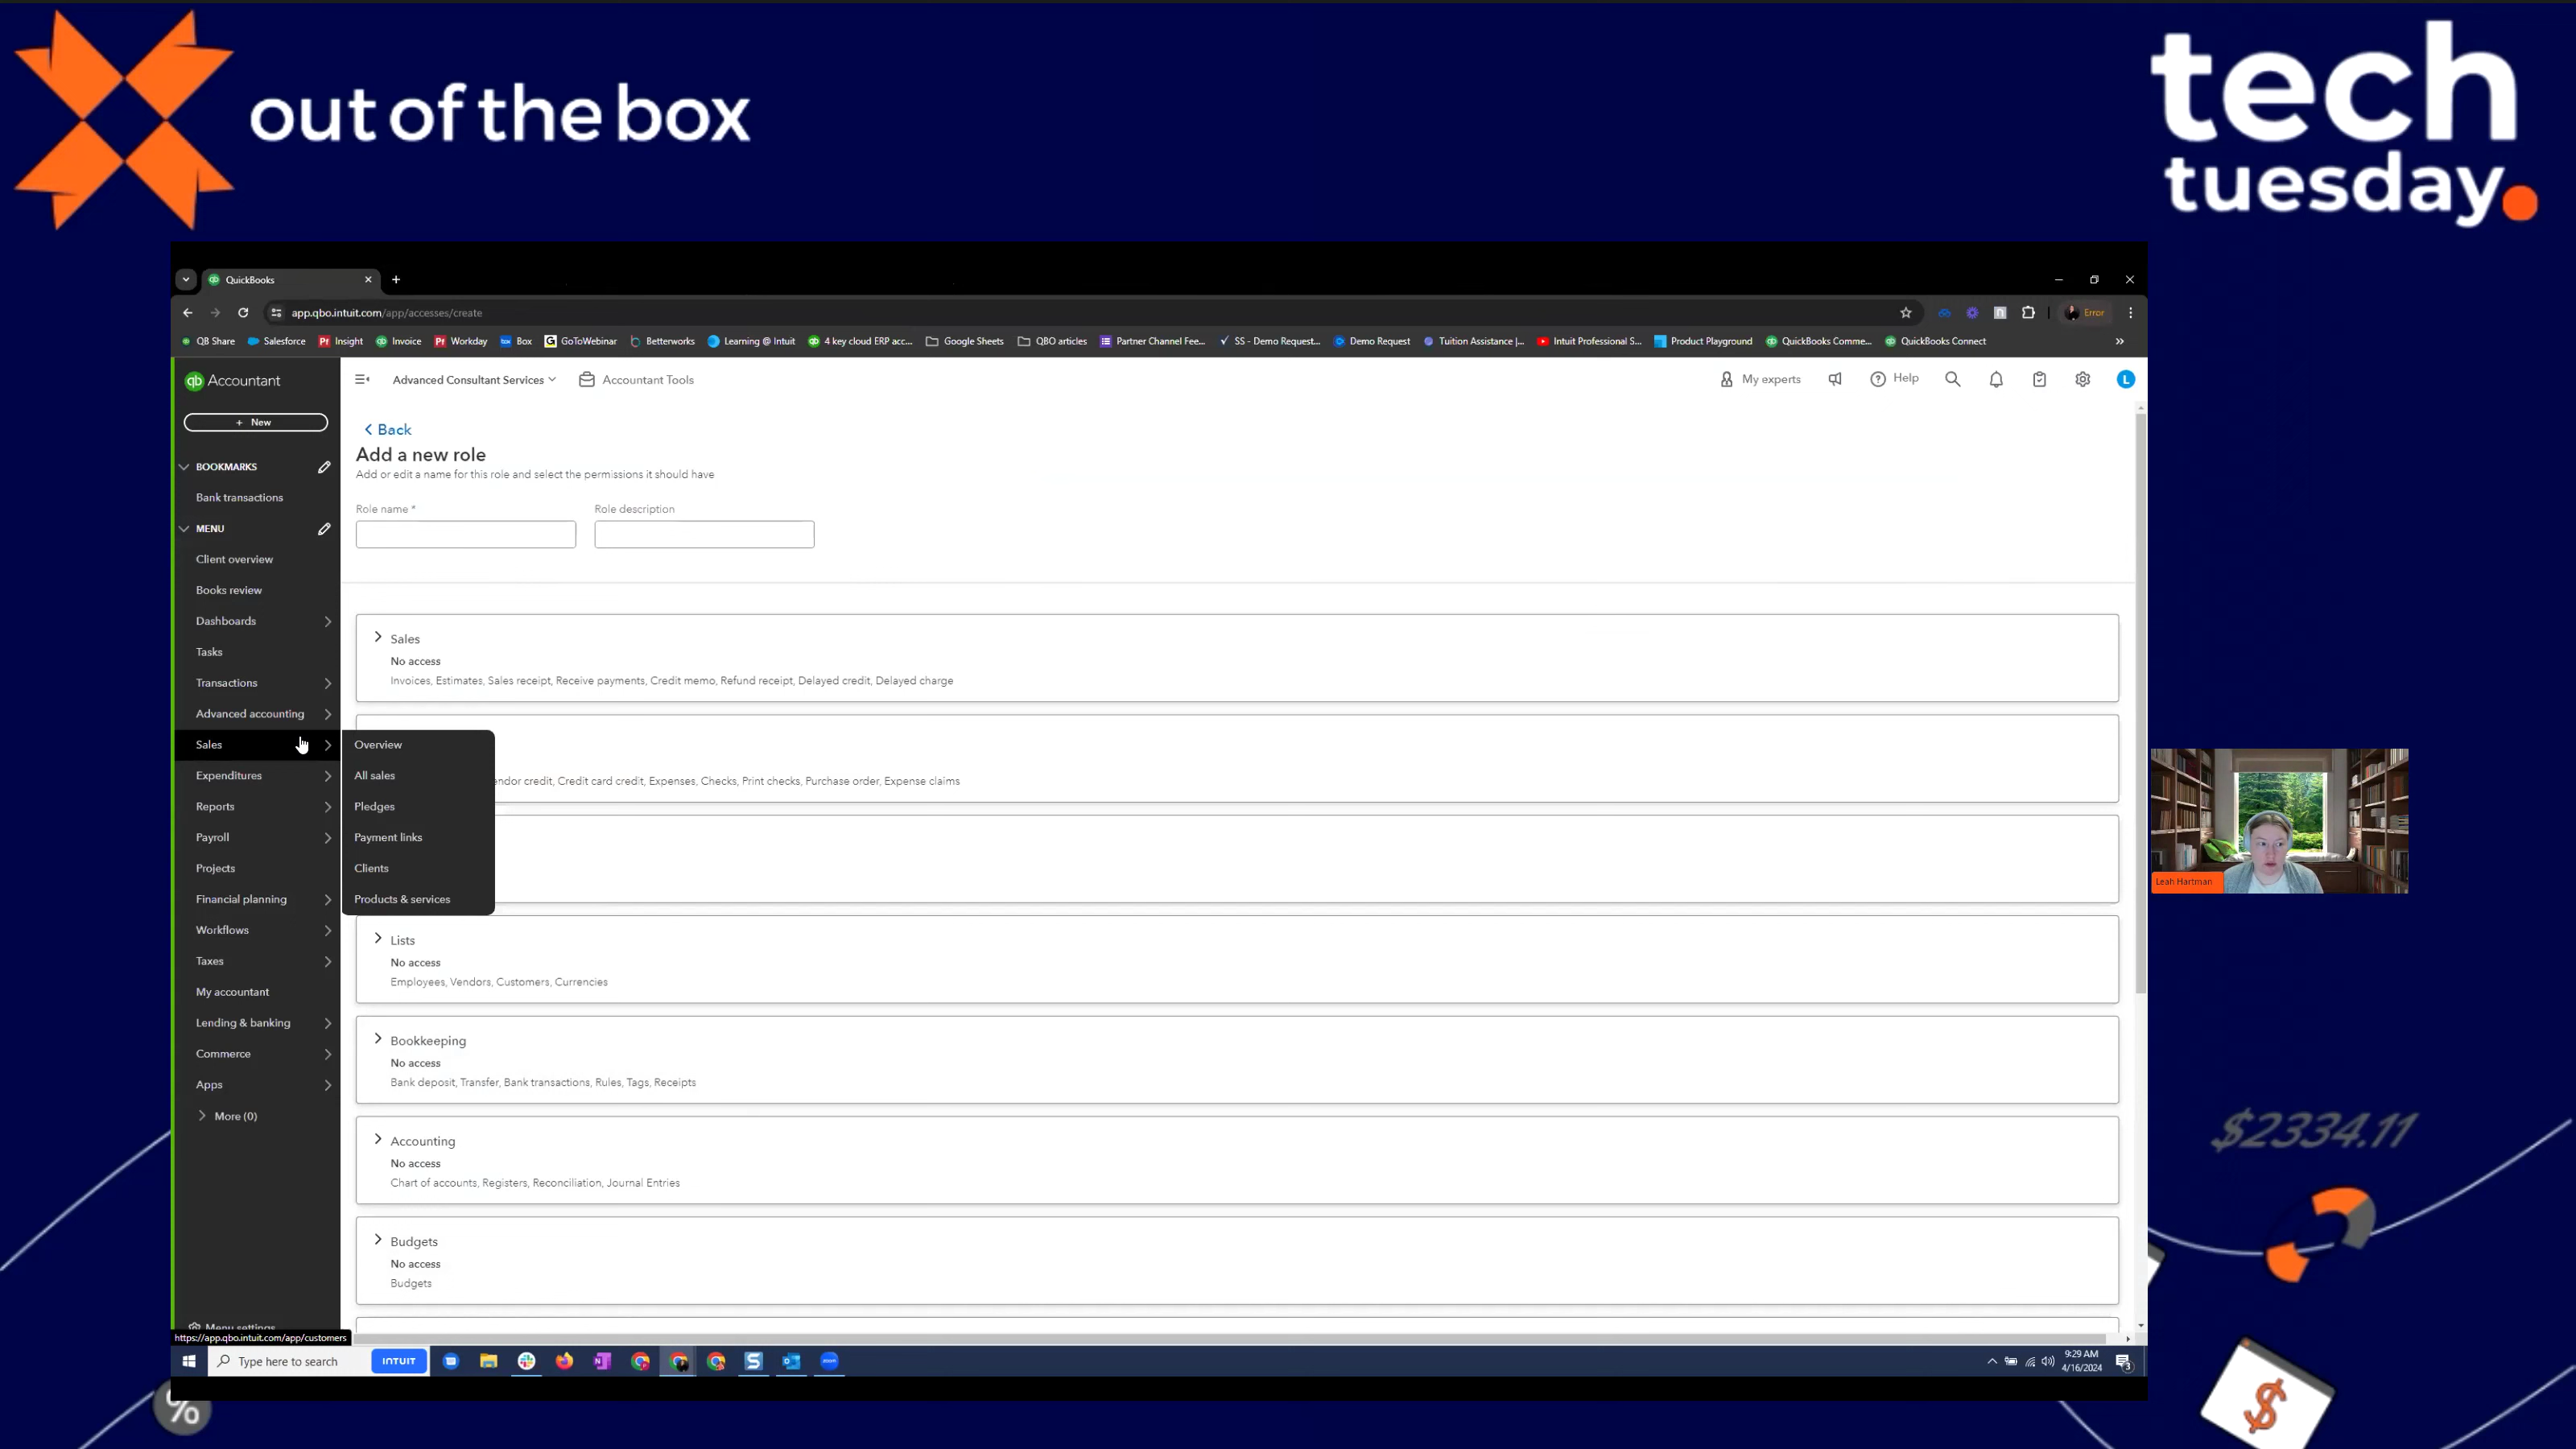 out of the box
tech
tuesday.
QuickBooks
app.qbo.intuit.com/app/accesses/create
Error
QB Share
Salesforce
Insight
Invoice
Workday
Box
GoToWebinar
Betterworks
Learning @ Intuit
4 key cloud ERP acc...
Google Sheets
QBO articles
Partner Channel Fee...
SS - Demo Request...
Demo Request
Tuition Assistance |...
Intuit Professional S...
Product Playground
QuickBooks Comme...
QuickBooks Connect
qb Accountant
Advanced Consultant Services
Accountant Tools
My experts
Help
L
+ New
BOOKMARKS
Bank transactions
MENU
Client overview
Books review
Dashboards
Tasks
Transactions
Advanced accounting
Sales
Expenditures
Reports
Payroll
Projects
Financial planning
Workflows
Taxes
My accountant
Lending & banking
Commerce
Apps
More (0)
Menu settings
https://app.qbo.intuit.com/app/customers
Overview
All sales
Pledges
Payment links
Clients
Products & services
Back
Add a new role
Add or edit a name for this role and select the permissions it should have
Role name *
Role description
Sales
No access
Invoices, Estimates, Sales receipt, Receive payments, Credit memo, Refund receipt, Delayed credit, Delayed charge
credit, Credit card credit, Expenses, Checks, Print checks, Purchase order, Expense claims
Lists
No access
Employees, Vendors, Customers, Currencies
Bookkeeping
No access
Bank deposit, Transfer, Bank transactions, Rules, Tags, Receipts
Accounting
No access
Chart of accounts, Registers, Reconciliation, Journal Entries
Budgets
No access
Budgets
Leah Hartman
$2334.11
%
$
Type here to search
INTUIT
9:29 AM
4/16/2024
3